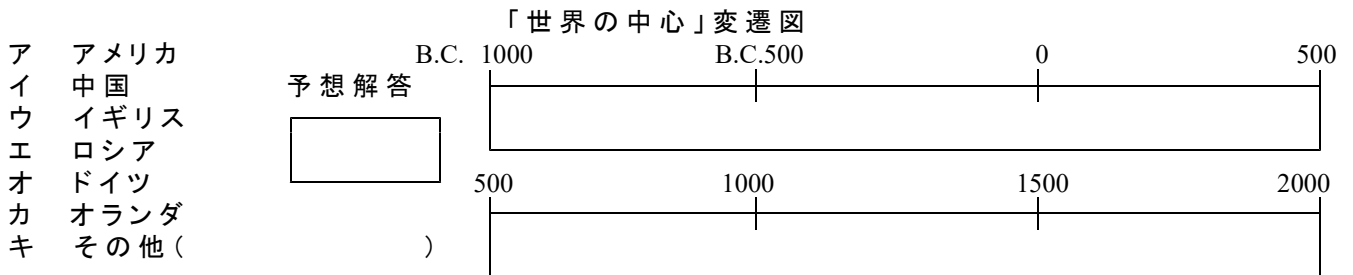 「世界の中心」変遷図
ア アメリカ B.C. 1000 B.C.500 0 500
イ 中国 予想解答
ウ イギリス
エ ロシア
オ ドイツ 500 1000 1500 2000
カ オランダ
キ その他( )